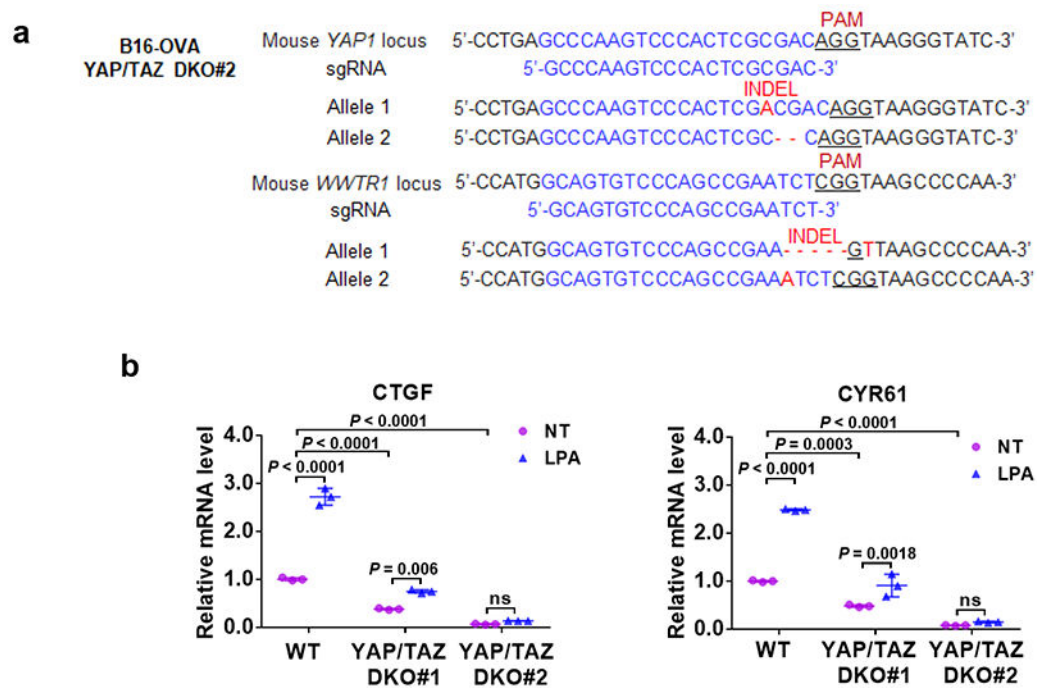 a
B16-OVA
YAP/TAZ DKO#2
PAM
Mouse YAP1 locus 5'-CCTGAGCCCAAGTCCCACTCGCGACAGGTAAGGGTATC-3'
sgRNA 5'-GCCCAAGTCCCACTCGCGAC-3'
INDEL
Allele 1 5'-CCTGAGCCCAAGTCCCACTCGACGACAGGTAAGGGTATC-3'
Allele 2 5'-CCTGAGCCCAAGTCCCACTCGC- - CAGGTAAGGGTATC-3'
PAM
Mouse WWTR1 locus 5'-CCATGGCAGTGTCCCAGCCGAATCTCGGTAAGCCCCAA-3'
sgRNA 5'-GCAGTGTCCCAGCCGAATCT-3'
INDEL
Allele 1 5'-CCATGGCAGTGTCCCAGCCGAA- - - - -GTTAAGCCCCAA-3'
Allele 2 5'-CCATGGCAGTGTCCCAGCCGAAAATCTCGGTAAGCCCCAA-3'
b
CTGF
Relative mRNA level
4.0
3.0
2.0
1.0
0.0
P < 0.0001
P < 0.0001
P < 0.0001
P = 0.006
ns
NT
LPA
WT YAP/TAZ YAP/TAZ
DKO#1 DKO#2
CYR61
Relative mRNA level
4.0
3.0
2.0
1.0
0.0
P < 0.0001
P = 0.0003
P < 0.0001
P = 0.0018
ns
NT
LPA
WT YAP/TAZ YAP/TAZ
DKO#1 DKO#2